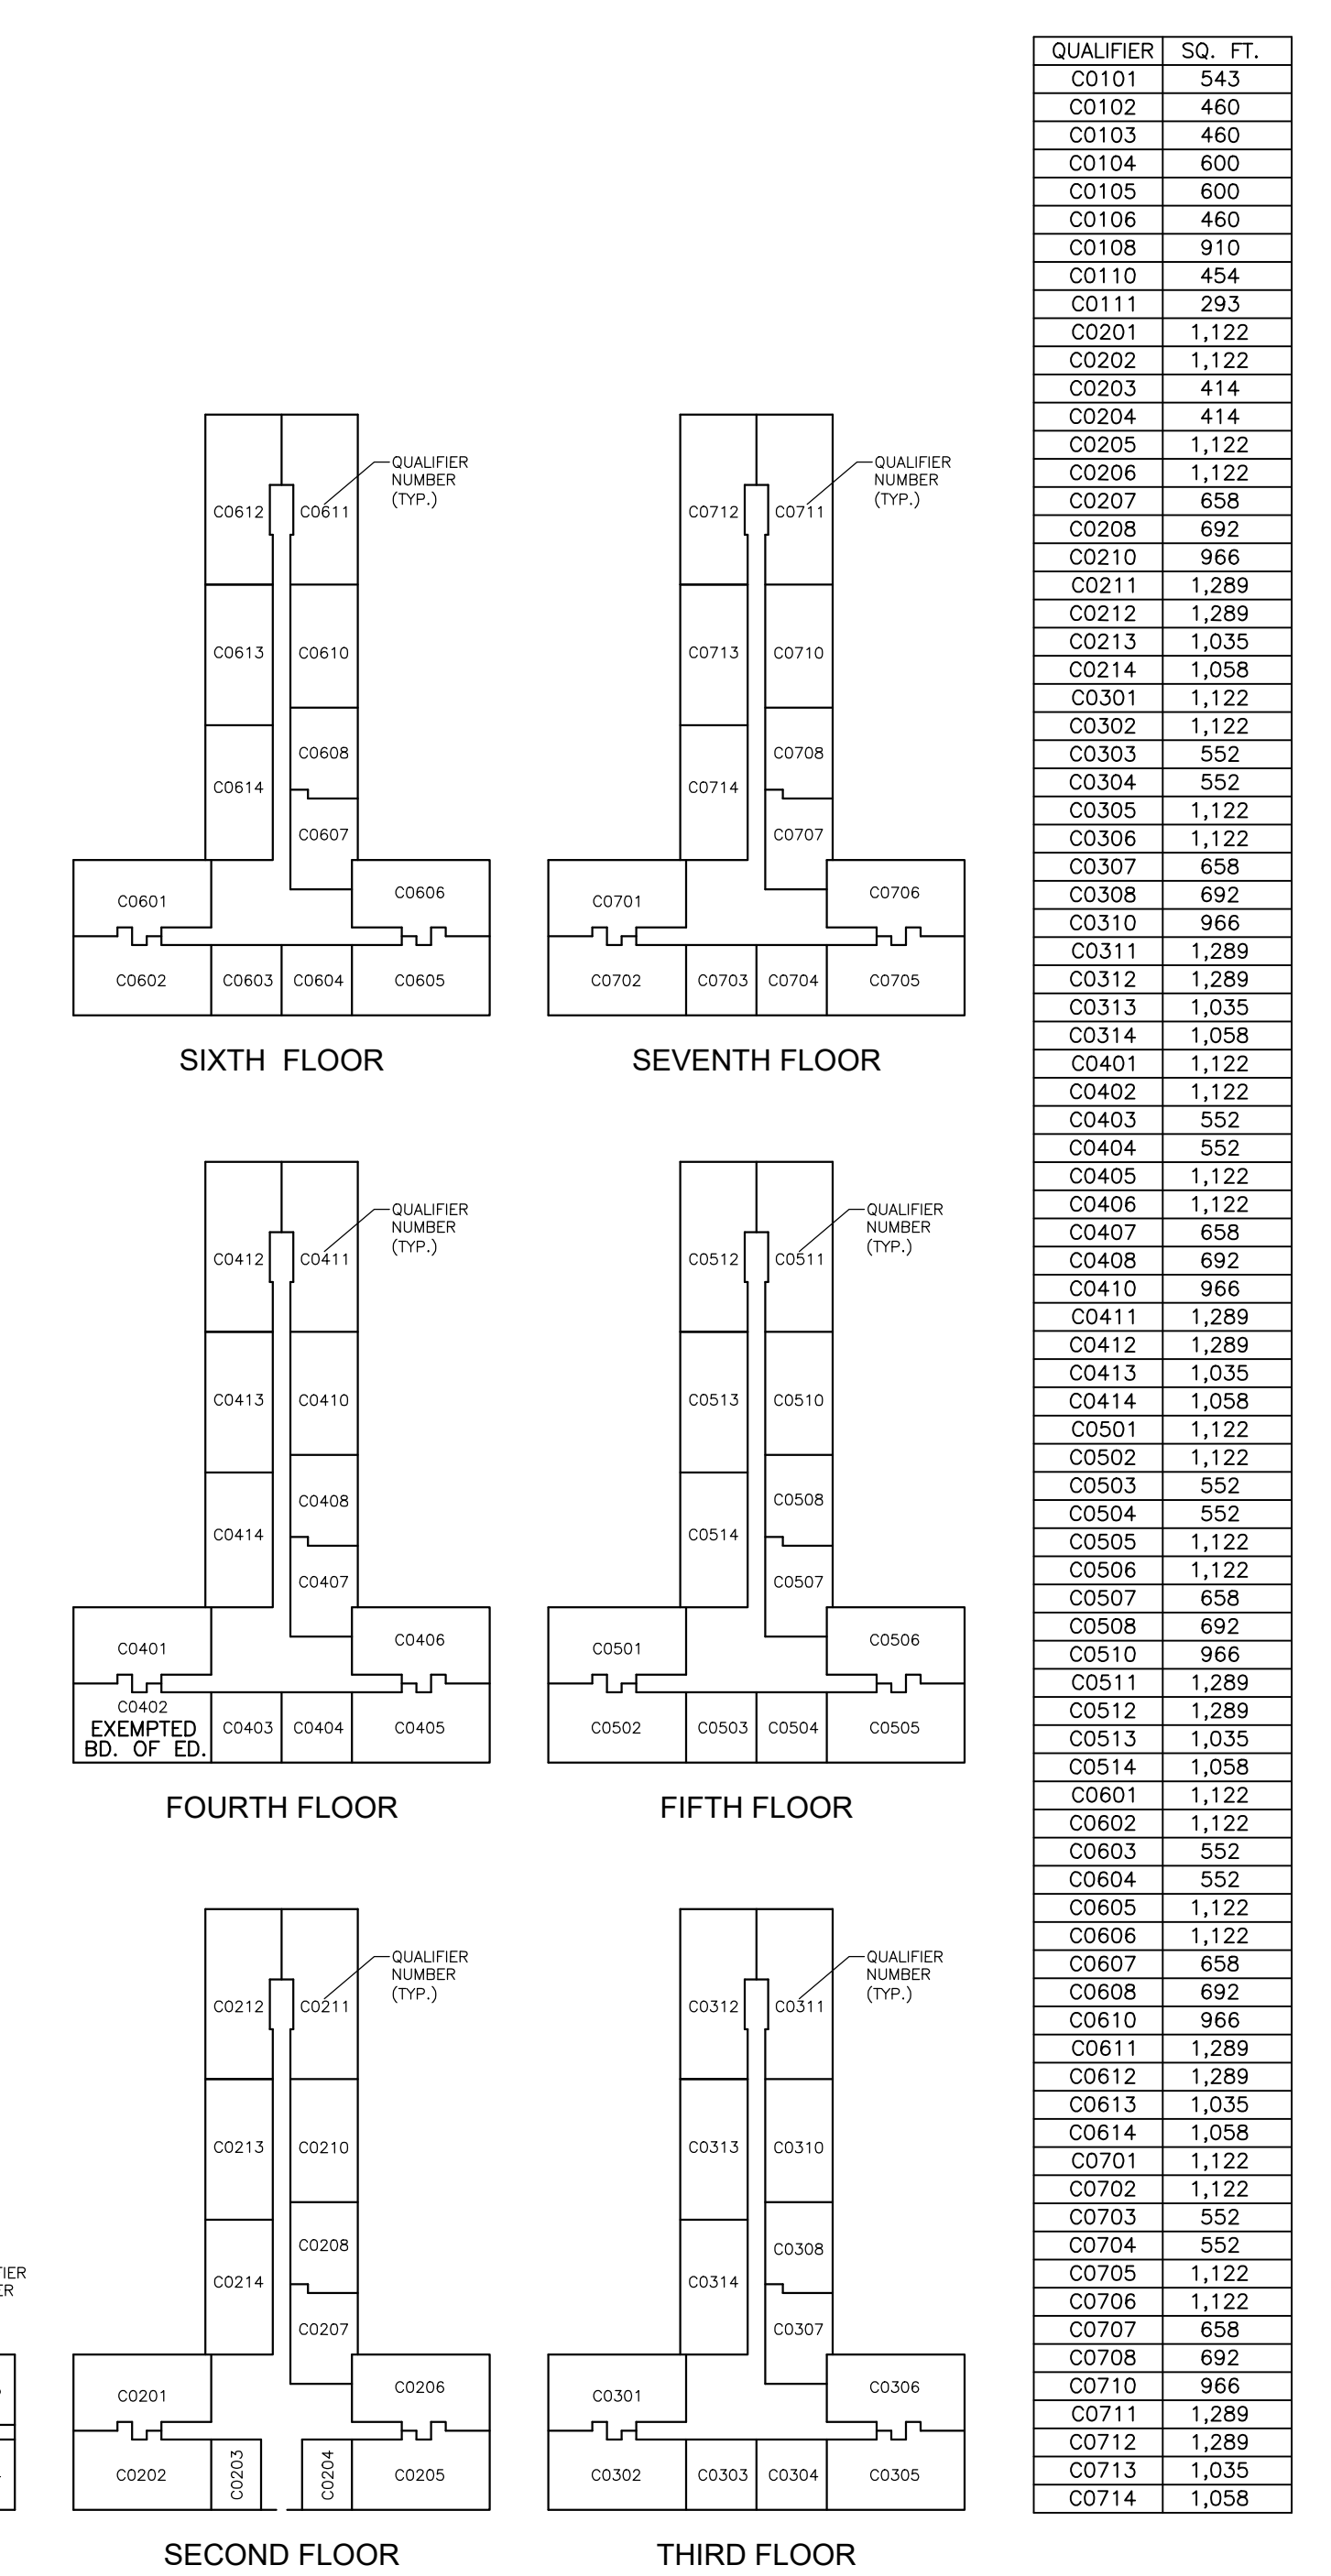 C0612
C0611
QUALIFIER
NUMBER
(TYP.)
C0613
C0610
C0608
C0614
C0607
C0601
C0606
C0602
C0603
C0604
C0605
SIXTH FLOOR
C0712
C0711
QUALIFIER
NUMBER
(TYP.)
C0713
C0710
C0708
C0714
C0707
C0701
C0706
C0702
C0703
C0704
C0705
SEVENTH FLOOR
C0412
C0411
QUALIFIER
NUMBER
(TYP.)
C0413
C0410
C0408
C0414
C0407
C0401
C0406
C0402
EXEMPTED
BD. OF ED.
C0403
C0404
C0405
FOURTH FLOOR
C0512
C0511
QUALIFIER
NUMBER
(TYP.)
C0513
C0510
C0508
C0514
C0507
C0501
C0506
C0502
C0503
C0504
C0505
FIFTH FLOOR
C0212
C0211
QUALIFIER
NUMBER
(TYP.)
C0213
C0210
C0208
C0214
C0207
C0201
C0206
C0202
C0203
C0204
C0205
SECOND FLOOR
C0312
C0311
QUALIFIER
NUMBER
(TYP.)
C0313
C0310
C0308
C0314
C0307
C0301
C0306
C0302
C0303
C0304
C0305
THIRD FLOOR
QUALIFIER SQ. FT.
C0101 543
C0102 460
C0103 460
C0104 600
C0105 600
C0106 460
C0108 910
C0110 454
C0111 293
C0201 1,122
C0202 1,122
C0203 414
C0204 414
C0205 1,122
C0206 1,122
C0207 658
C0208 692
C0210 966
C0211 1,289
C0212 1,289
C0213 1,035
C0214 1,058
C0301 1,122
C0302 1,122
C0303 552
C0304 552
C0305 1,122
C0306 1,122
C0307 658
C0308 692
C0310 966
C0311 1,289
C0312 1,289
C0313 1,035
C0314 1,058
C0401 1,122
C0402 1,122
C0403 552
C0404 552
C0405 1,122
C0406 1,122
C0407 658
C0408 692
C0410 966
C0411 1,289
C0412 1,289
C0413 1,035
C0414 1,058
C0501 1,122
C0502 1,122
C0503 552
C0504 552
C0505 1,122
C0506 1,122
C0507 658
C0508 692
C0510 966
C0511 1,289
C0512 1,289
C0513 1,035
C0514 1,058
C0601 1,122
C0602 1,122
C0603 552
C0604 552
C0605 1,122
C0606 1,122
C0607 658
C0608 692
C0610 966
C0611 1,289
C0612 1,289
C0613 1,035
C0614 1,058
C0701 1,122
C0702 1,122
C0703 552
C0704 552
C0705 1,122
C0706 1,122
C0707 658
C0708 692
C0710 966
C0711 1,289
C0712 1,289
C0713 1,035
C0714 1,058